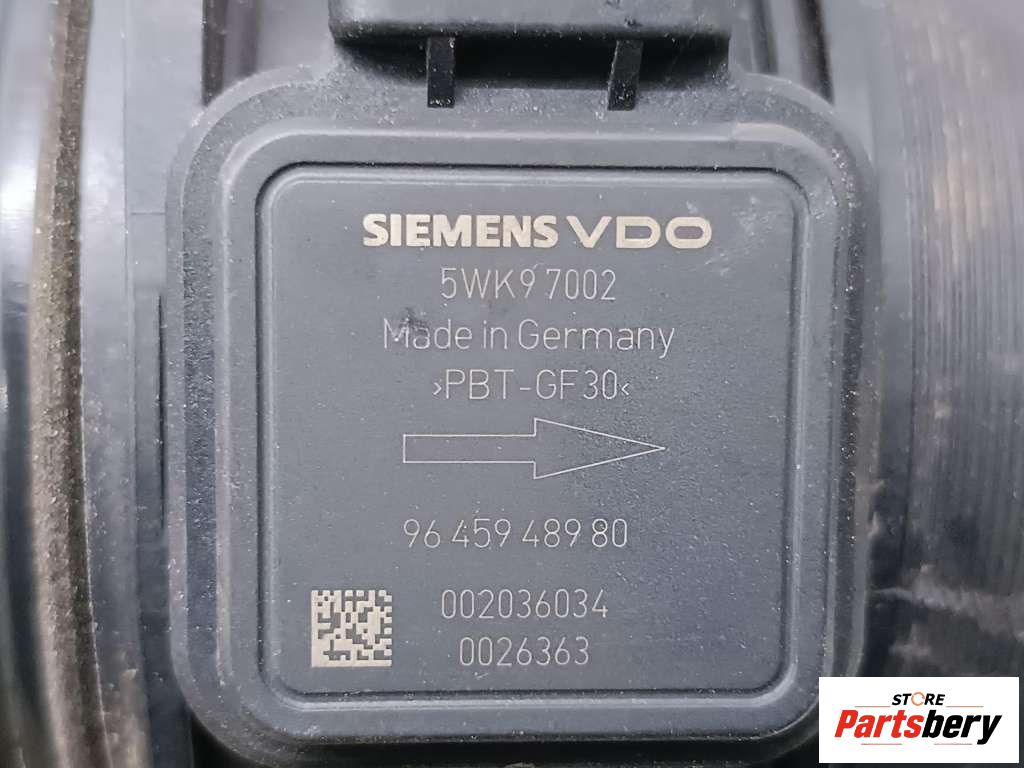 SIEMENS VDO
5WK9 7002
Made in Germany
>PBT-GF30<
96 459 489 80
002036034
0026363
STORE
Partsbery